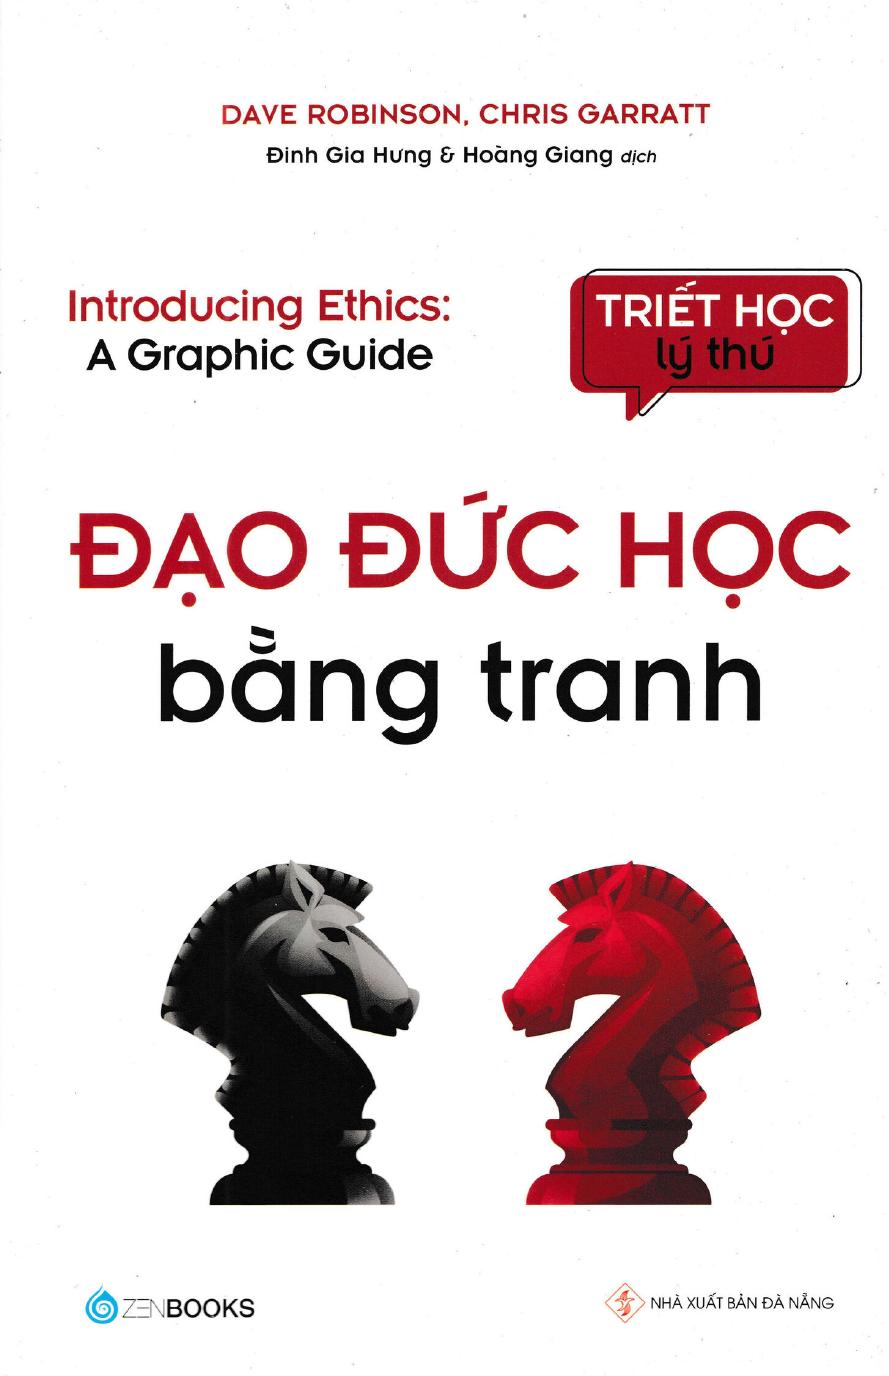 DAVE ROBINSON, CHRIS GARRATT
Đinh Gia Hưng & Hoàng Giang dịch
Introducing Ethics:
A Graphic Guide
TRIẾT HỌC
lý thú
ĐẠO ĐỨC HỌC
bằng tranh
ZENBOOKS
NHÀ XUẤT BẢN ĐÀ NẴNG